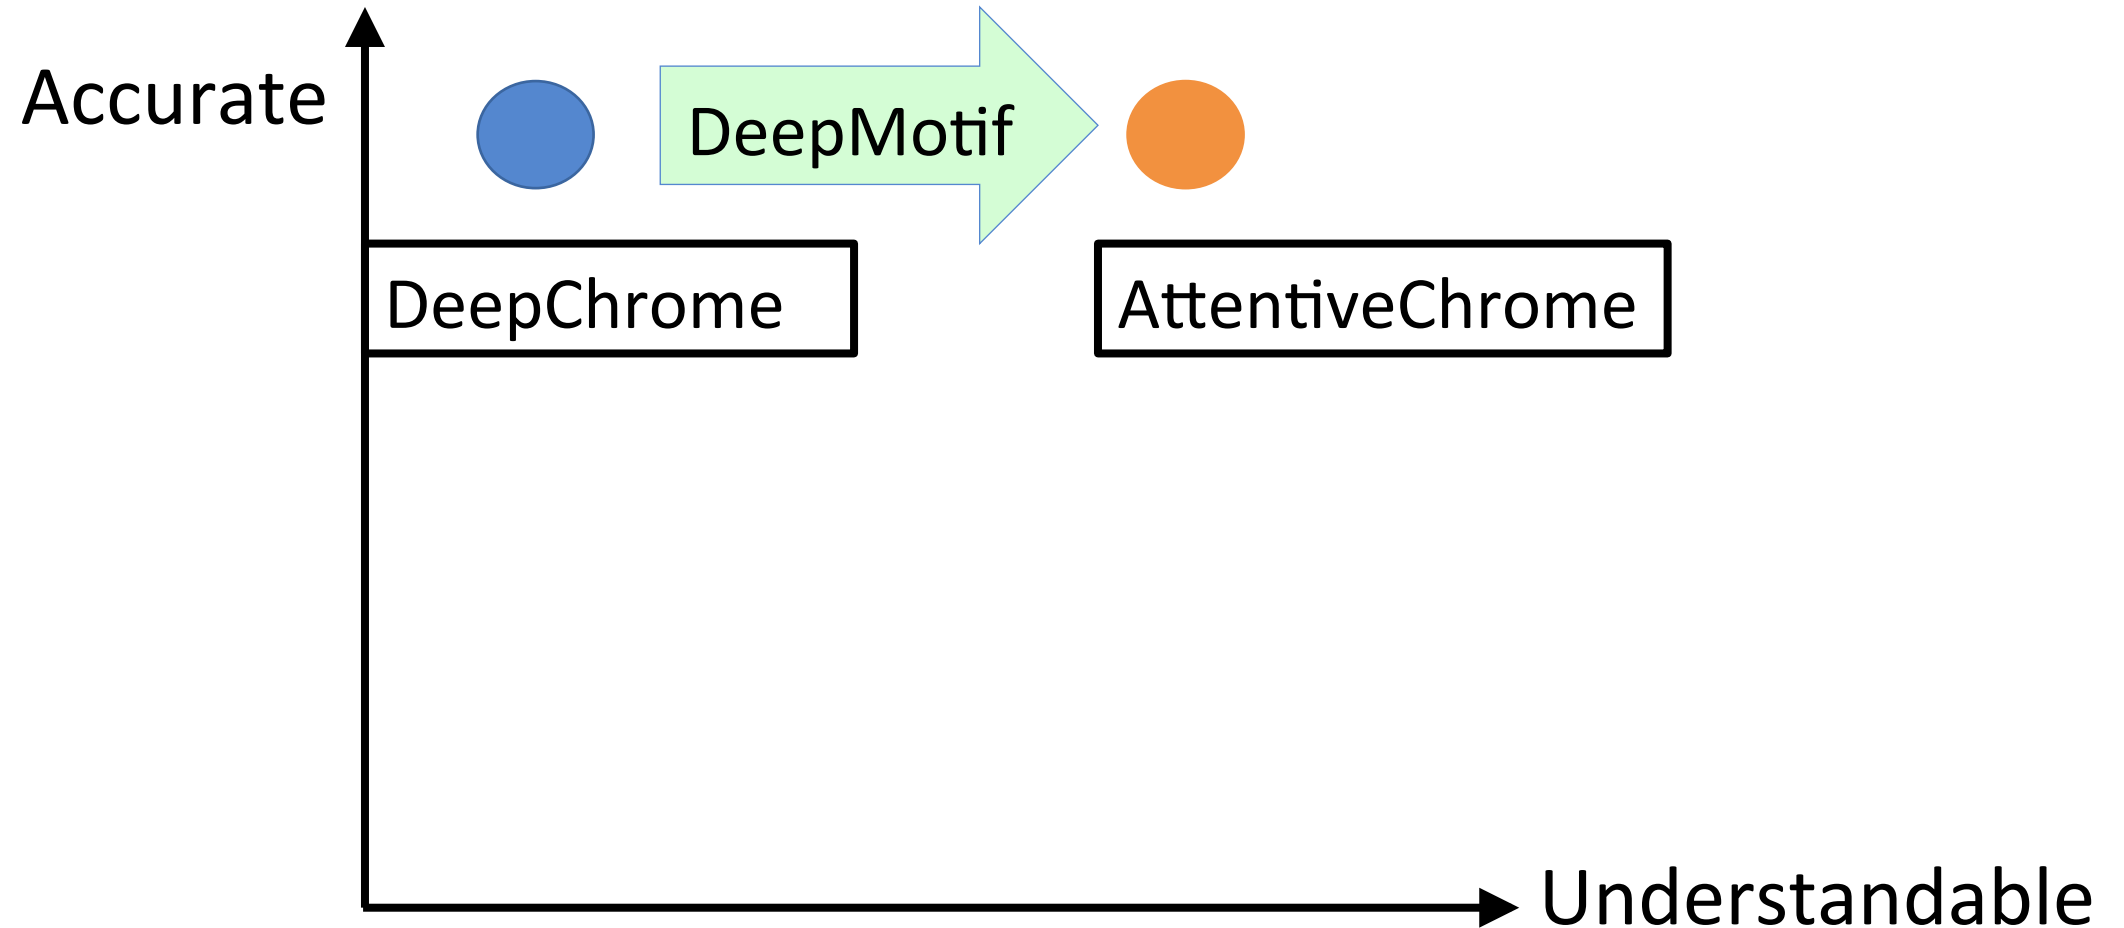 Accurate
DeepMotif
DeepChrome
AttentiveChrome
Understandable